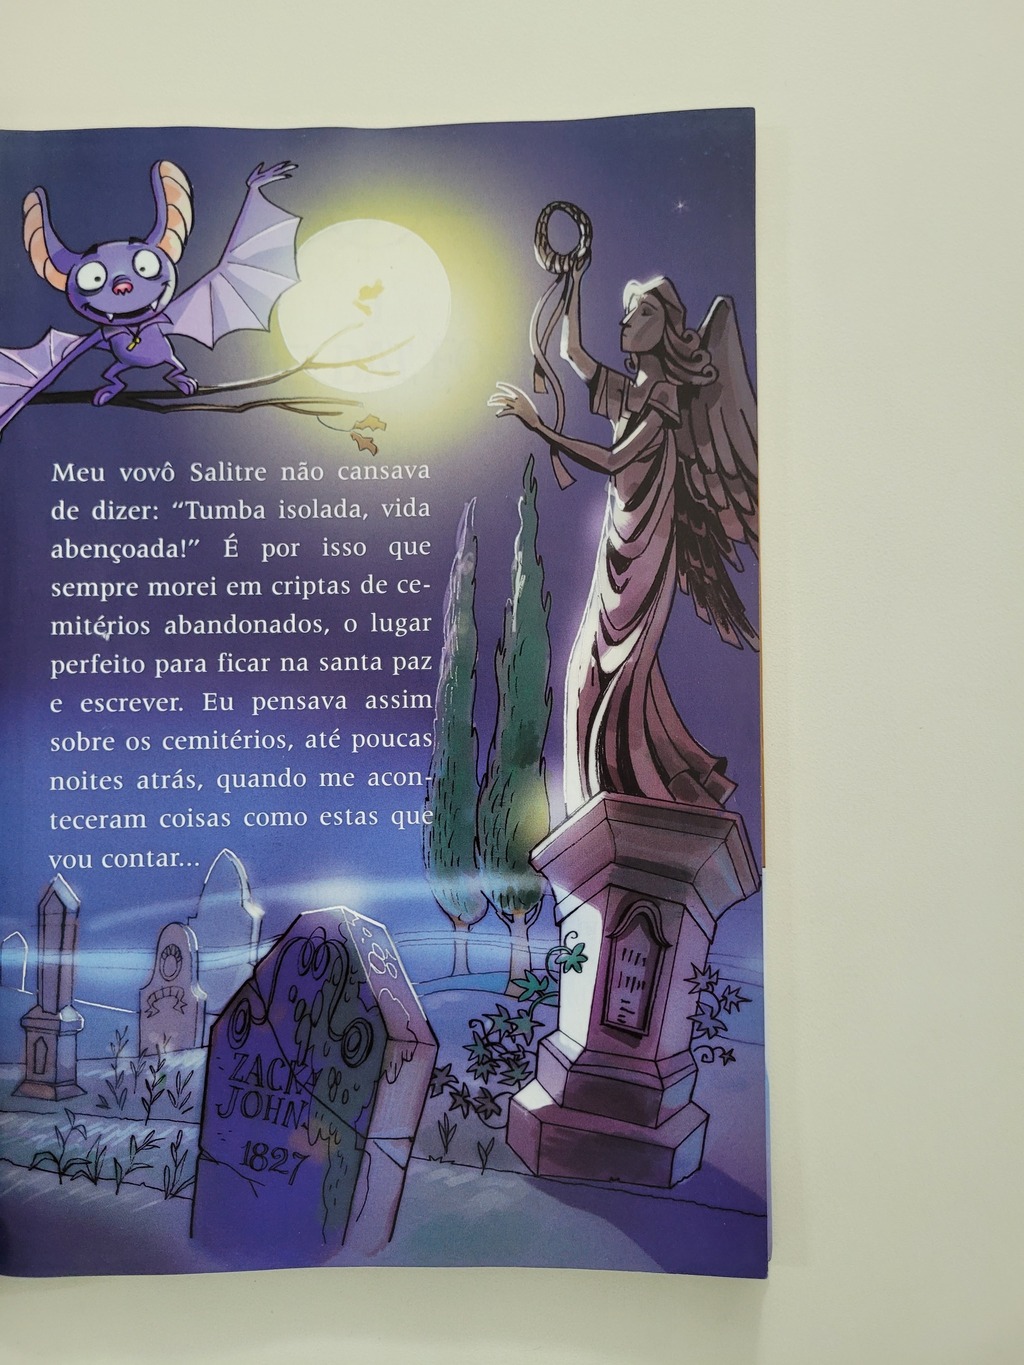 Meu vovô Salitre não cansava
de dizer: “Tumba isolada, vida
abençoada!” É por isso que
sempre morei em criptas de ce-
mitérios abandonados, o lugar
perfeito para ficar na santa paz
e escrever. Eu pensava assim
sobre os cemitérios, até poucas
noites atrás, quando me acon-
teceram coisas como estas que
vou contar...
ZACK
JOHN
1827